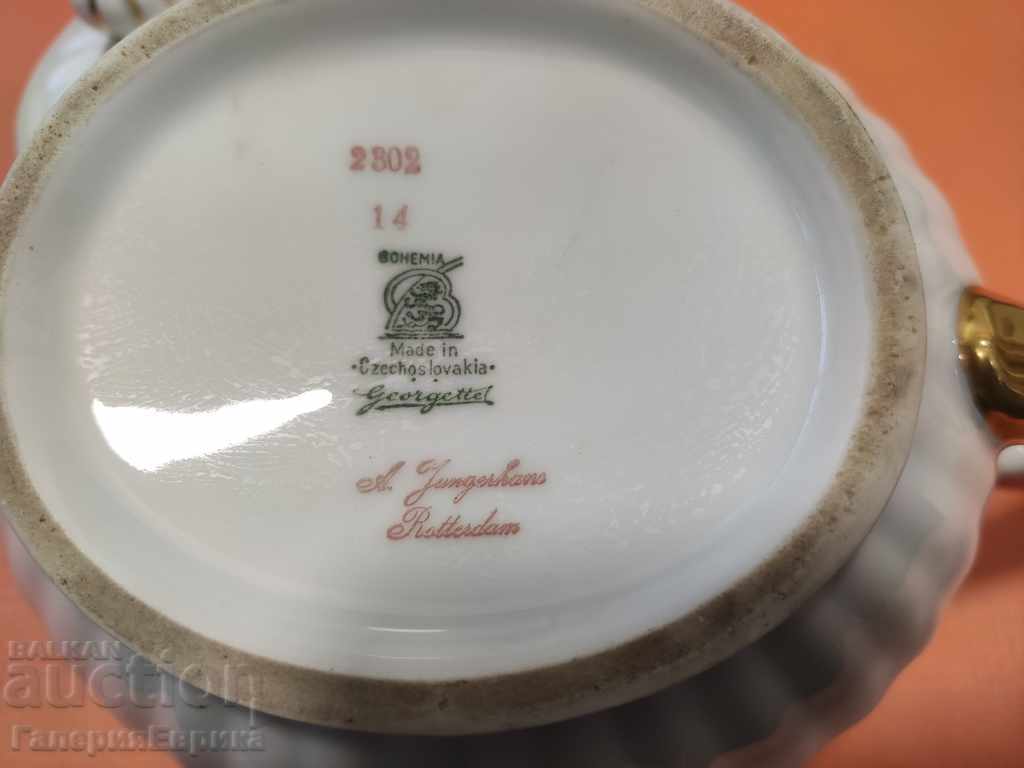 2302
14
BOHEMIA
Made in
·Czechoslovakia·
Georgette
A. Jungerhans
Rotterdam
BALKAN
auction
ГалерияЕврика